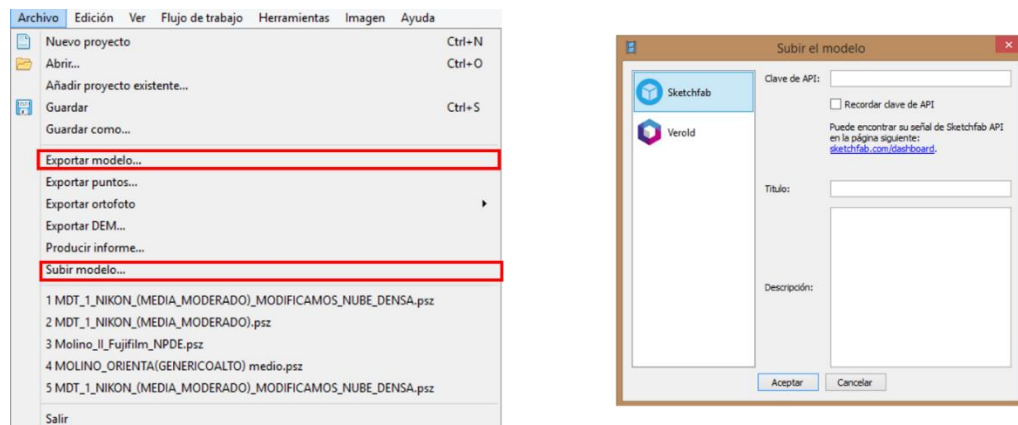 Archivo Edición Ver Flujo de trabajo Herramientas Imagen Ayuda
Nuevo proyecto Ctrl+N
Abrir... Ctrl+O
Añadir proyecto existente...
Guardar Ctrl+S
Guardar como...
Exportar modelo...
Exportar puntos...
Exportar ortofoto
Exportar DEM...
Producir informe...
Subir modelo...
1 MDT_1_NIKON_(MEDIA_MODERADO)_MODIFICAMOS_NUBE_DENSA.psz
2 MDT_1_NIKON_(MEDIA_MODERADO).psz
3 Molino_II_Fujifilm_NPDE.psz
4 MOLINO_ORIENTA(GENERICOALTO) medio.psz
5 MDT_1_NIKON_(MEDIA_MODERADO)_MODIFICAMOS_NUBE_DENSA.psz
Salir
Subir el modelo
Sketchfab
Verold
Clave de API:
Recordar clave de API
Puede encontrar su señal de Sketchfab API
en la página siguiente:
sketchfab.com/dashboard.
Título:
Descripción:
Aceptar Cancelar